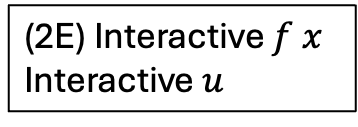 (2E) Interactive 𝑓 𝑥
Interactive 𝑢